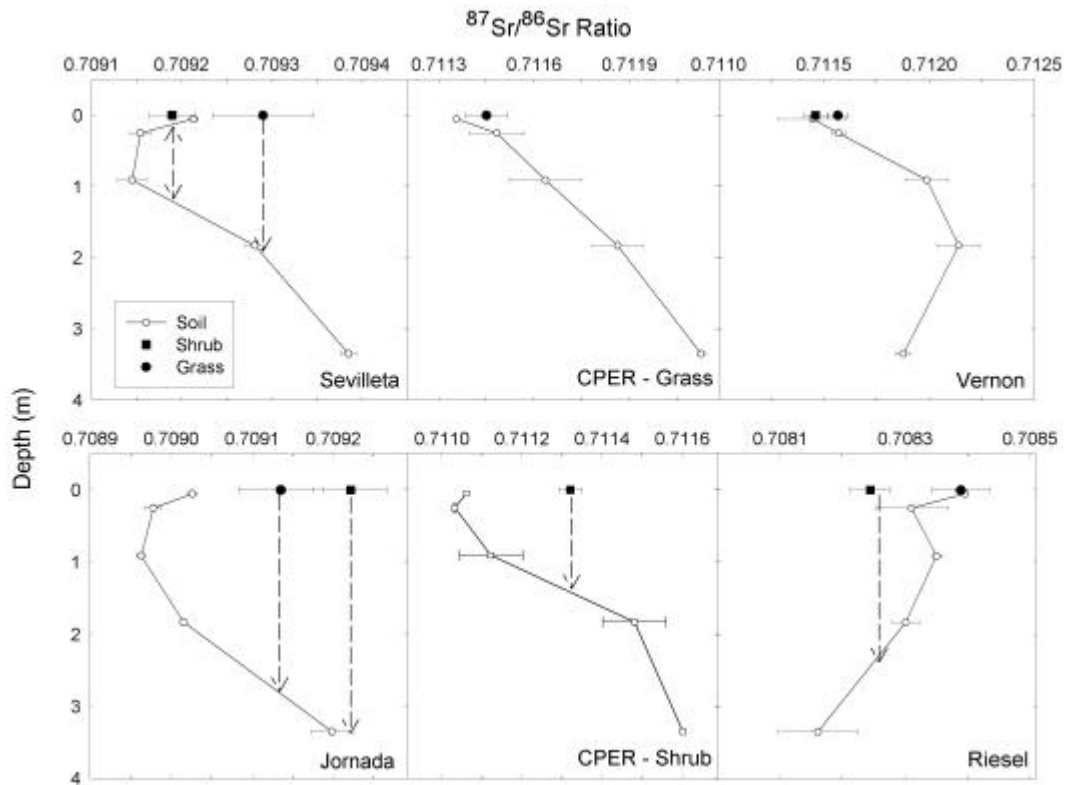 ⁸⁷Sr/⁸⁶Sr Ratio
0.7091 0.7092 0.7093 0.7094 0.7113 0.7116 0.7119 0.7110 0.7115 0.7120 0.7125
0
1
2
3
4
Soil
Shrub
Grass
Sevilleta
CPER - Grass
Vernon
Depth (m)
0.7089 0.7090 0.7091 0.7092 0.7110 0.7112 0.7114 0.7116 0.7081 0.7083 0.7085
0
1
2
3
4
Jornada
CPER - Shrub
Riesel